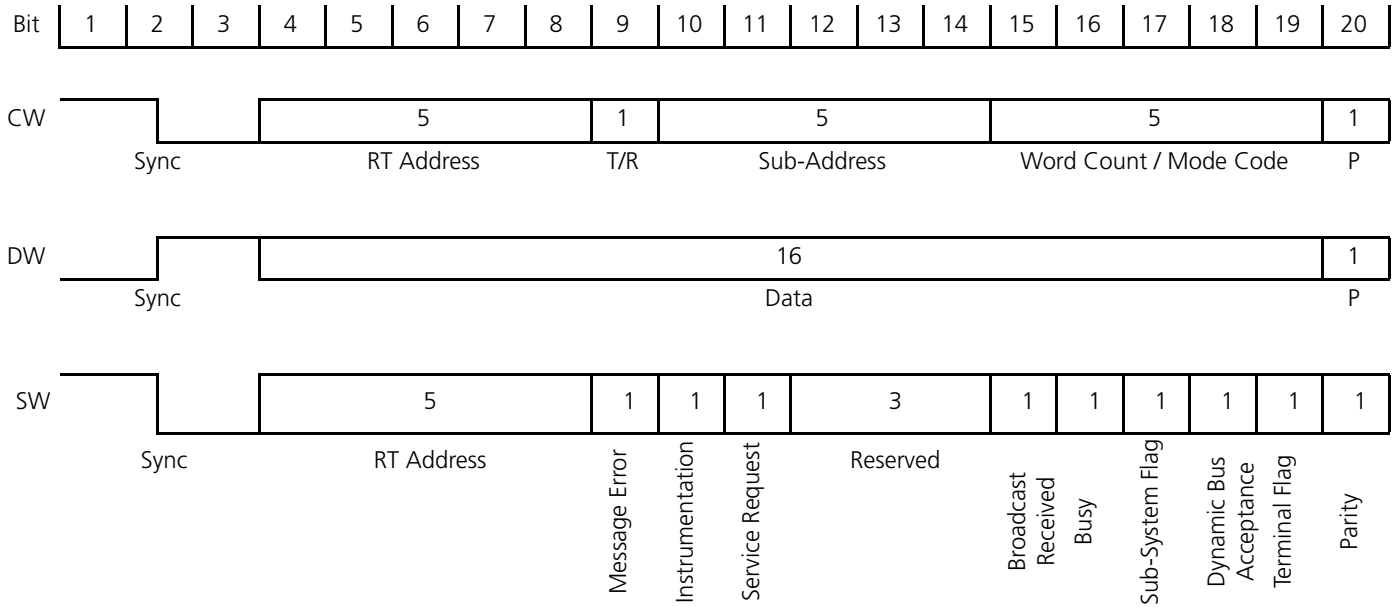 Bit 1 2 3 4 5 6 7 8 9 10 11 12 13 14 15 16 17 18 19 20
CW 5 1 5 5 1
Sync RT Address T/R Sub-Address Word Count / Mode Code P
DW 16 1
Sync Data P
SW 5 1 1 1 3 1 1 1 1 1 1
Sync RT Address Reserved
Message Error
Instrumentation
Service Request
Broadcast
Received
Busy
Sub-System Flag
Dynamic Bus
Acceptance
Terminal Flag
Parity